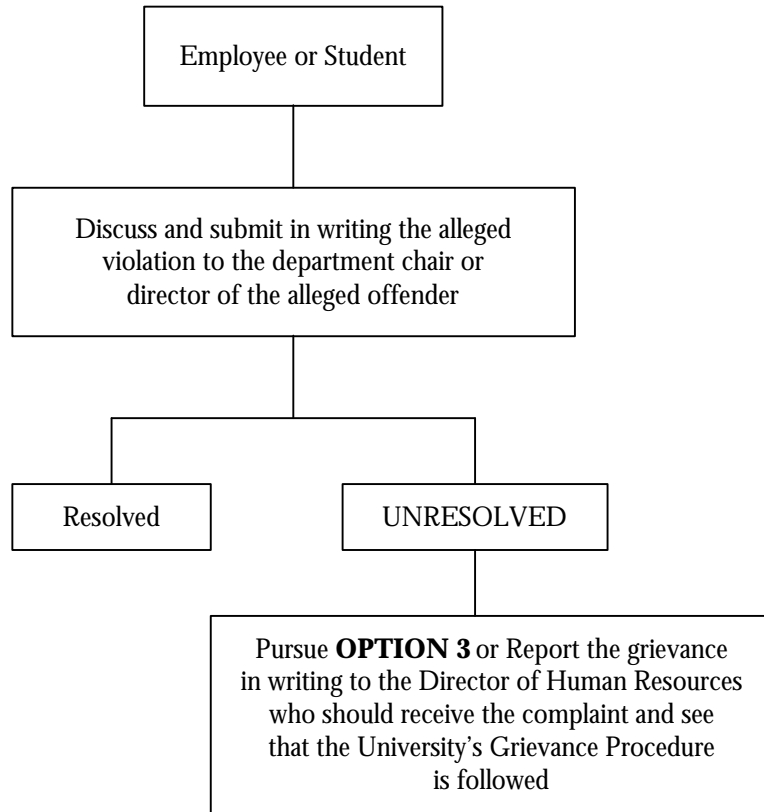 Employee or Student
Discuss and submit in writing the alleged
violation to the department chair or
director of the alleged offender
Resolved
UNRESOLVED
Pursue OPTION 3 or Report the grievance
in writing to the Director of Human Resources
who should receive the complaint and see
that the University's Grievance Procedure
is followed